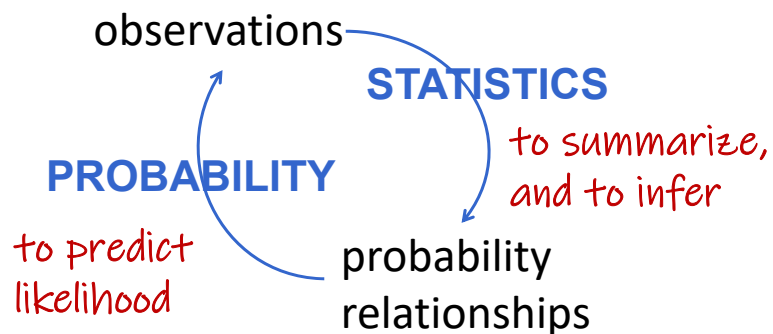 observations
STATISTICS
to summarize,
and to infer
PROBABILITY
to predict
likelihood
probability
relationships